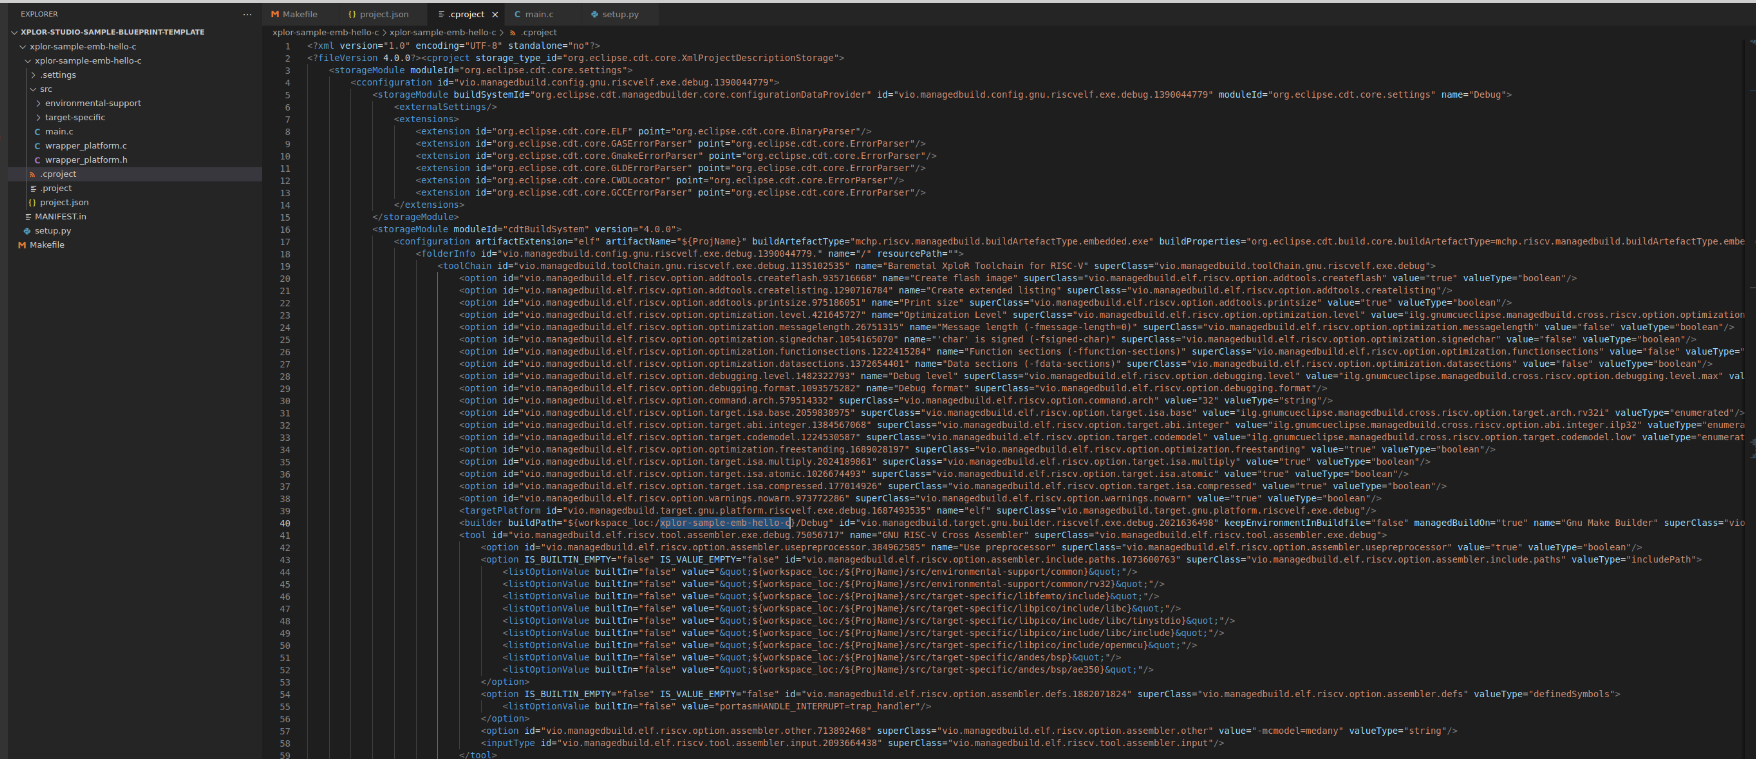 EXPLORER
XPLOR-STUDIO-SAMPLE-BLUEPRINT-TEMPLATE
xplor-sample-emb-hello-c
xplor-sample-emb-hello-c
.settings
src
environmental-support
target-specific
main.c
wrapper_platform.c
wrapper_platform.h
.cproject
.project
project.json
MANIFEST.in
setup.py
Makefile
Makefile project.json .cproject main.c setup.py
xplor-sample-emb-hello-c > xplor-sample-emb-hello-c > .cproject
1 <?xml version="1.0" encoding="UTF-8" standalone="no"?>
2 <?fileVersion 4.0.0?><cproject storage_type_id="org.eclipse.cdt.core.XmlProjectDescriptionStorage">
3 <storageModule moduleId="org.eclipse.cdt.core.settings">
4 <cconfiguration id="vio.managedbuild.config.gnu.riscvelf.exe.debug.1390044779">
5 <storageModule buildSystemId="org.eclipse.cdt.managedbuilder.core.configurationDataProvider" id="vio.managedbuild.config.gnu.riscvelf.exe.debug.1390044779" moduleId="org.eclipse.cdt.core.settings" name="Debug">
6 <externalSettings/>
7 <extensions>
8 <extension id="org.eclipse.cdt.core.ELF" point="org.eclipse.cdt.core.BinaryParser"/>
9 <extension id="org.eclipse.cdt.core.GASErrorParser" point="org.eclipse.cdt.core.ErrorParser"/>
10 <extension id="org.eclipse.cdt.core.GmakeErrorParser" point="org.eclipse.cdt.core.ErrorParser"/>
11 <extension id="org.eclipse.cdt.core.GLDErrorParser" point="org.eclipse.cdt.core.ErrorParser"/>
12 <extension id="org.eclipse.cdt.core.CWDLocator" point="org.eclipse.cdt.core.ErrorParser"/>
13 <extension id="org.eclipse.cdt.core.GCCErrorParser" point="org.eclipse.cdt.core.ErrorParser"/>
14 </extensions>
15 </storageModule>
16 <storageModule moduleId="cdtBuildSystem" version="4.0.0">
17 <configuration artifactExtension="elf" artifactName="${ProjName}" buildArtefactType="mchp.riscv.managedbuild.buildArtefactType.embedded.exe" buildProperties="org.eclipse.cdt.build.core.buildArtefactType=mchp.riscv.managedbuild.buildArtefactType.embe
18 <folderInfo id="vio.managedbuild.config.gnu.riscvelf.exe.debug.1390044779." name="/" resourcePath="">
19 <toolChain id="vio.managedbuild.toolChain.gnu.riscvelf.exe.debug.1135102535" name="Baremetal XploR Toolchain for RISC-V" superClass="vio.managedbuild.toolChain.gnu.riscvelf.exe.debug">
20 <option id="vio.managedbuild.elf.riscv.option.addtools.createflash.935716668" name="Create flash image" superClass="vio.managedbuild.elf.riscv.option.addtools.createflash" value="true" valueType="boolean"/>
21 <option id="vio.managedbuild.elf.riscv.option.addtools.createlisting.1290716784" name="Create extended listing" superClass="vio.managedbuild.elf.riscv.option.addtools.createlisting"/>
22 <option id="vio.managedbuild.elf.riscv.option.addtools.printsize.975186051" name="Print size" superClass="vio.managedbuild.elf.riscv.option.addtools.printsize" value="true" valueType="boolean"/>
23 <option id="vio.managedbuild.elf.riscv.option.optimization.level.421645727" name="Optimization Level" superClass="vio.managedbuild.elf.riscv.option.optimization.level" value="ilg.gnumcueclipse.managedbuild.cross.riscv.option.optimization
24 <option id="vio.managedbuild.elf.riscv.option.optimization.messagelength.26751315" name="Message length (-fmessage-length=0)" superClass="vio.managedbuild.elf.riscv.option.optimization.messagelength" value="false" valueType="boolean"/>
25 <option id="vio.managedbuild.elf.riscv.option.optimization.signedchar.1054165070" name="'char' is signed (-fsigned-char)" superClass="vio.managedbuild.elf.riscv.option.optimization.signedchar" value="false" valueType="boolean"/>
26 <option id="vio.managedbuild.elf.riscv.option.optimization.functionsections.1222415284" name="Function sections (-ffunction-sections)" superClass="vio.managedbuild.elf.riscv.option.optimization.functionsections" value="false" valueType="
27 <option id="vio.managedbuild.elf.riscv.option.optimization.datasections.1372654401" name="Data sections (-fdata-sections)" superClass="vio.managedbuild.elf.riscv.option.optimization.datasections" value="false" valueType="boolean"/>
28 <option id="vio.managedbuild.elf.riscv.option.debugging.level.1482322793" name="Debug level" superClass="vio.managedbuild.elf.riscv.option.debugging.level" value="ilg.gnumcueclipse.managedbuild.cross.riscv.option.debugging.level.max" val
29 <option id="vio.managedbuild.elf.riscv.option.debugging.format.1093575282" name="Debug format" superClass="vio.managedbuild.elf.riscv.option.debugging.format"/>
30 <option id="vio.managedbuild.elf.riscv.option.command.arch.579514332" superClass="vio.managedbuild.elf.riscv.option.command.arch" value="32" valueType="string"/>
31 <option id="vio.managedbuild.elf.riscv.option.target.isa.base.2059838975" superClass="vio.managedbuild.elf.riscv.option.target.isa.base" value="ilg.gnumcueclipse.managedbuild.cross.riscv.option.target.arch.rv32i" valueType="enumerated"/>
32 <option id="vio.managedbuild.elf.riscv.option.target.abi.integer.1384567068" superClass="vio.managedbuild.elf.riscv.option.target.abi.integer" value="ilg.gnumcueclipse.managedbuild.cross.riscv.option.abi.integer.ilp32" valueType="enumera
33 <option id="vio.managedbuild.elf.riscv.option.target.codemodel.1224530587" superClass="vio.managedbuild.elf.riscv.option.target.codemodel" value="ilg.gnumcueclipse.managedbuild.cross.riscv.option.target.codemodel.low" valueType="enumerat
34 <option id="vio.managedbuild.elf.riscv.option.optimization.freestanding.1689028197" superClass="vio.managedbuild.elf.riscv.option.optimization.freestanding" value="true" valueType="boolean"/>
35 <option id="vio.managedbuild.elf.riscv.option.target.isa.multiply.2024189861" superClass="vio.managedbuild.elf.riscv.option.target.isa.multiply" value="true" valueType="boolean"/>
36 <option id="vio.managedbuild.elf.riscv.option.target.isa.atomic.1026674493" superClass="vio.managedbuild.elf.riscv.option.target.isa.atomic" value="true" valueType="boolean"/>
37 <option id="vio.managedbuild.elf.riscv.option.target.isa.compressed.177014926" superClass="vio.managedbuild.elf.riscv.option.target.isa.compressed" value="true" valueType="boolean"/>
38 <option id="vio.managedbuild.elf.riscv.option.warnings.nowarn.973772286" superClass="vio.managedbuild.elf.riscv.option.warnings.nowarn" value="true" valueType="boolean"/>
39 <targetPlatform id="vio.managedbuild.target.gnu.platform.riscvelf.exe.debug.1687493535" name="elf" superClass="vio.managedbuild.target.gnu.platform.riscvelf.exe.debug"/>
40 <builder buildPath="${workspace_loc:/xplor-sample-emb-hello-c}/Debug" id="vio.managedbuild.target.gnu.builder.riscvelf.exe.debug.2021636498" keepEnvironmentInBuildfile="false" managedBuildOn="true" name="Gnu Make Builder" superClass="vio
41 <tool id="vio.managedbuild.elf.riscv.tool.assembler.exe.debug.75056717" name="GNU RISC-V Cross Assembler" superClass="vio.managedbuild.elf.riscv.tool.assembler.exe.debug">
42 <option id="vio.managedbuild.elf.riscv.option.assembler.usepreprocessor.384962585" name="Use preprocessor" superClass="vio.managedbuild.elf.riscv.option.assembler.usepreprocessor" value="true" valueType="boolean"/>
43 <option IS_BUILTIN_EMPTY="false" IS_VALUE_EMPTY="false" id="vio.managedbuild.elf.riscv.option.assembler.include.paths.1073600763" superClass="vio.managedbuild.elf.riscv.option.assembler.include.paths" valueType="includePath">
44 <listOptionValue builtIn="false" value="&quot;${workspace_loc:/${ProjName}/src/environmental-support/common}&quot;"/>
45 <listOptionValue builtIn="false" value="&quot;${workspace_loc:/${ProjName}/src/environmental-support/common/rv32}&quot;"/>
46 <listOptionValue builtIn="false" value="&quot;${workspace_loc:/${ProjName}/src/target-specific/libfemto/include}&quot;"/>
47 <listOptionValue builtIn="false" value="&quot;${workspace_loc:/${ProjName}/src/target-specific/libpico/include/libc}&quot;"/>
48 <listOptionValue builtIn="false" value="&quot;${workspace_loc:/${ProjName}/src/target-specific/libpico/include/libc/tinystdio}&quot;"/>
49 <listOptionValue builtIn="false" value="&quot;${workspace_loc:/${ProjName}/src/target-specific/libpico/include/libc/include}&quot;"/>
50 <listOptionValue builtIn="false" value="&quot;${workspace_loc:/${ProjName}/src/target-specific/libpico/include/openmcu}&quot;"/>
51 <listOptionValue builtIn="false" value="&quot;${workspace_loc:/${ProjName}/src/target-specific/andes/bsp}&quot;"/>
52 <listOptionValue builtIn="false" value="&quot;${workspace_loc:/${ProjName}/src/target-specific/andes/bsp/ae350}&quot;"/>
53 </option>
54 <option IS_BUILTIN_EMPTY="false" IS_VALUE_EMPTY="false" id="vio.managedbuild.elf.riscv.option.assembler.defs.1882071824" superClass="vio.managedbuild.elf.riscv.option.assembler.defs" valueType="definedSymbols">
55 <listOptionValue builtIn="false" value="portasmHANDLE_INTERRUPT=trap_handler"/>
56 </option>
57 <option id="vio.managedbuild.elf.riscv.option.assembler.other.713892468" superClass="vio.managedbuild.elf.riscv.option.assembler.other" value="-mcmodel=medany" valueType="string"/>
58 <inputType id="vio.managedbuild.elf.riscv.tool.assembler.input.2093664438" superClass="vio.managedbuild.elf.riscv.tool.assembler.input"/>
59 </tool>